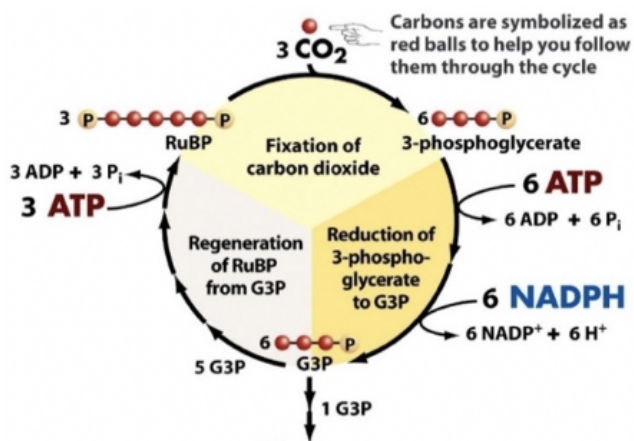 Carbons are symbolized as
red balls to help you follow
them through the cycle
3 CO2
3 P P
RuBP
6 P
3-phosphoglycerate
Fixation of
carbon dioxide
3 ADP + 3 Pi
3 ATP
6 ATP
6 ADP + 6 Pi
Regeneration
of RuBP
from G3P
Reduction of
3-phospho-
glycerate
to G3P
6 NADPH
6 NADP+ + 6 H+
6 P
G3P
5 G3P
1 G3P